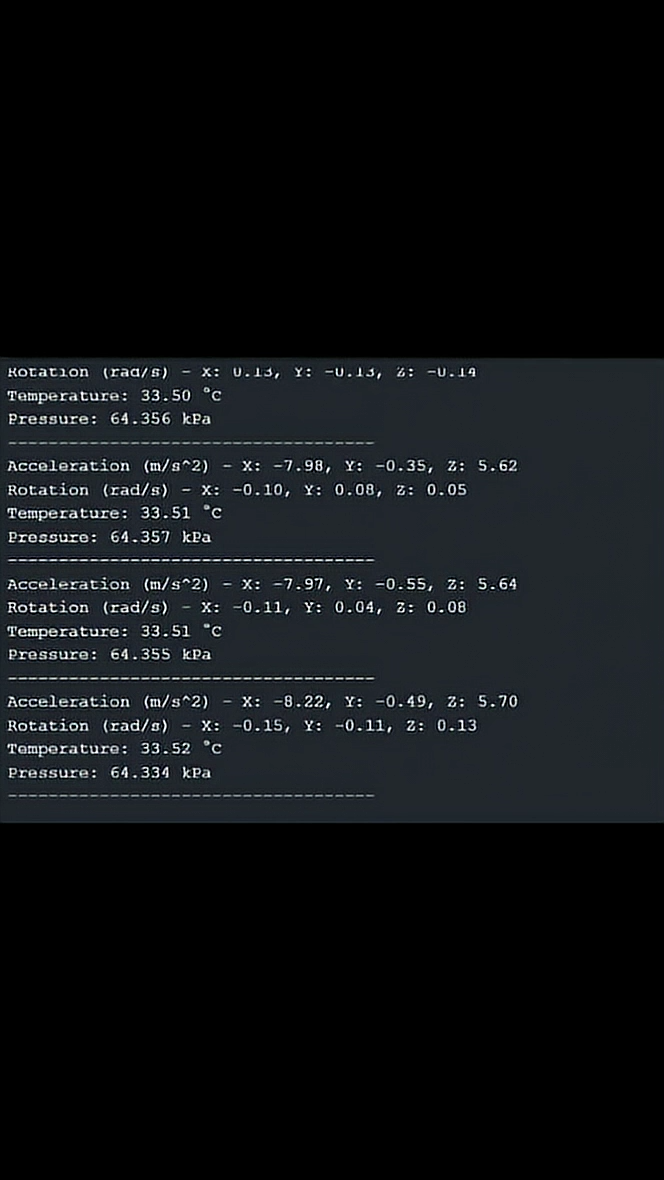 Rotation (rad/s) - X: 0.13, Y: -0.13, Z: -0.14
Temperature: 33.50 °C
Pressure: 64.356 kPa
------------------------------------
Acceleration (m/s^2) - X: -7.98, Y: -0.35, Z: 5.62
Rotation (rad/s) - X: -0.10, Y: 0.08, Z: 0.05
Temperature: 33.51 °C
Pressure: 64.357 kPa
------------------------------------
Acceleration (m/s^2) - X: -7.97, Y: -0.55, Z: 5.64
Rotation (rad/s) - X: -0.11, Y: 0.04, Z: 0.08
Temperature: 33.51 °C
Pressure: 64.355 kPa
------------------------------------
Acceleration (m/s^2) - X: -8.22, Y: -0.49, Z: 5.70
Rotation (rad/s) - X: -0.15, Y: -0.11, Z: 0.13
Temperature: 33.52 °C
Pressure: 64.334 kPa
------------------------------------